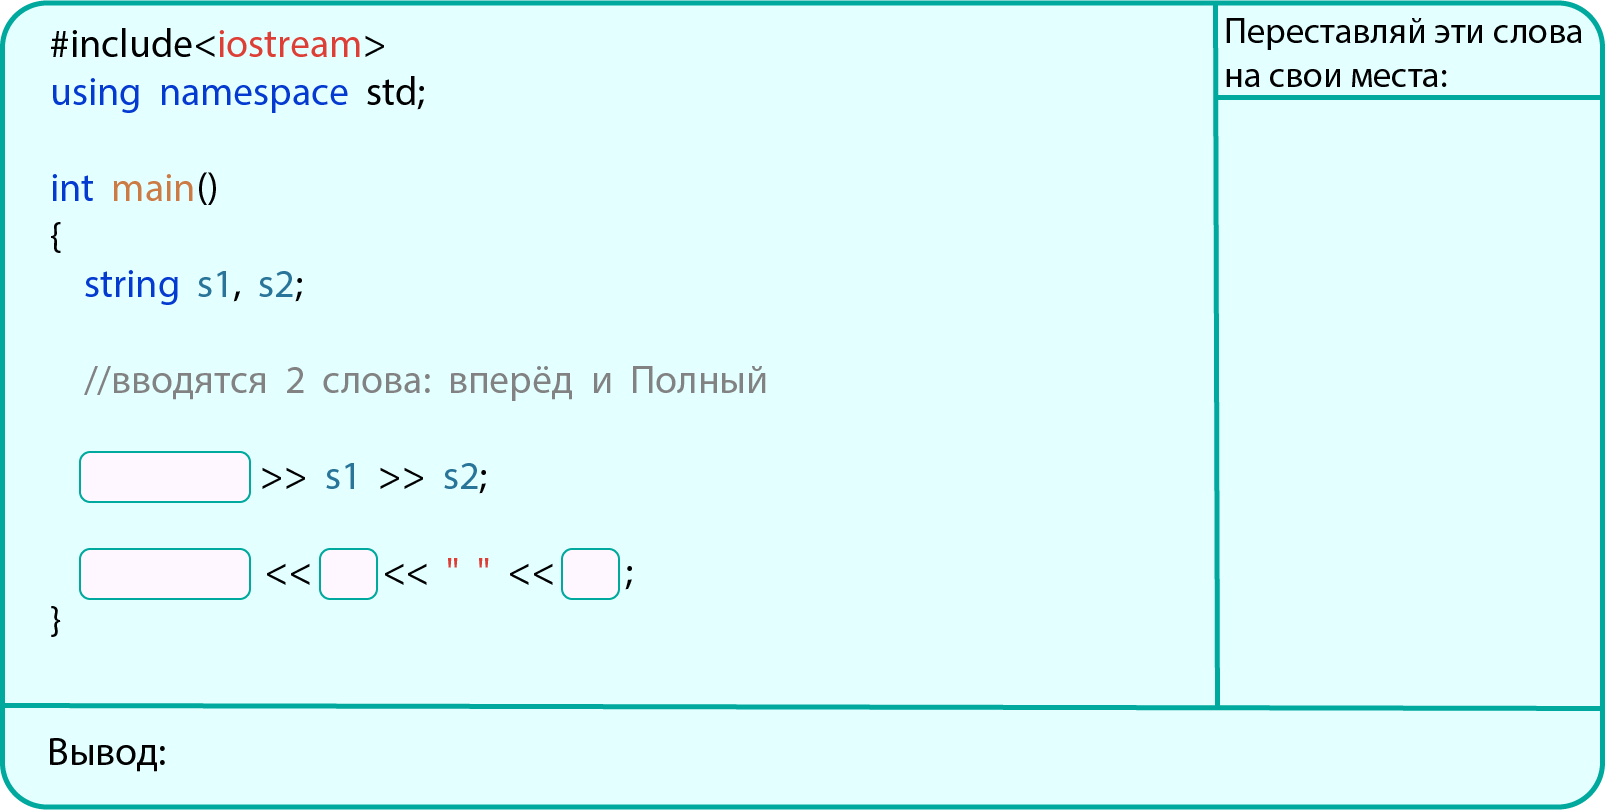 #include<iostream>
using namespace std;
int main()
{
string s1, s2;
//вводятся 2 слова: вперёд и Полный
>> s1 >> s2;
<< << " " << ;
}
Переставляй эти слова
на свои места:
Вывод: